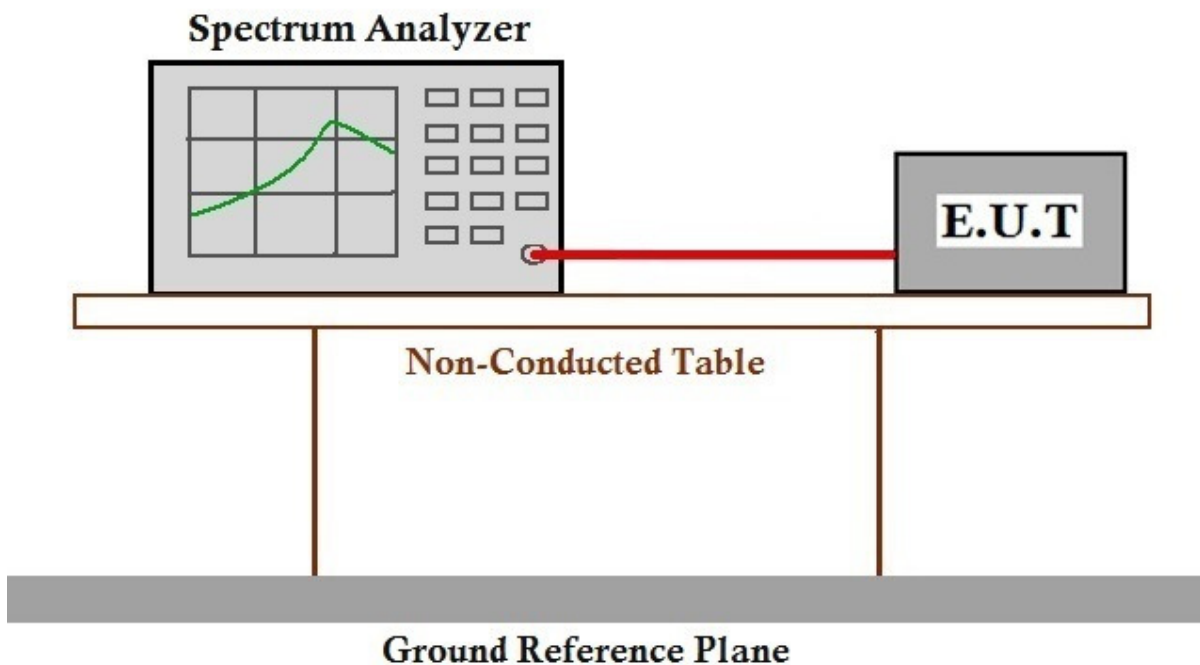 Spectrum Analyzer
E.U.T
Non-Conducted Table
Ground Reference Plane